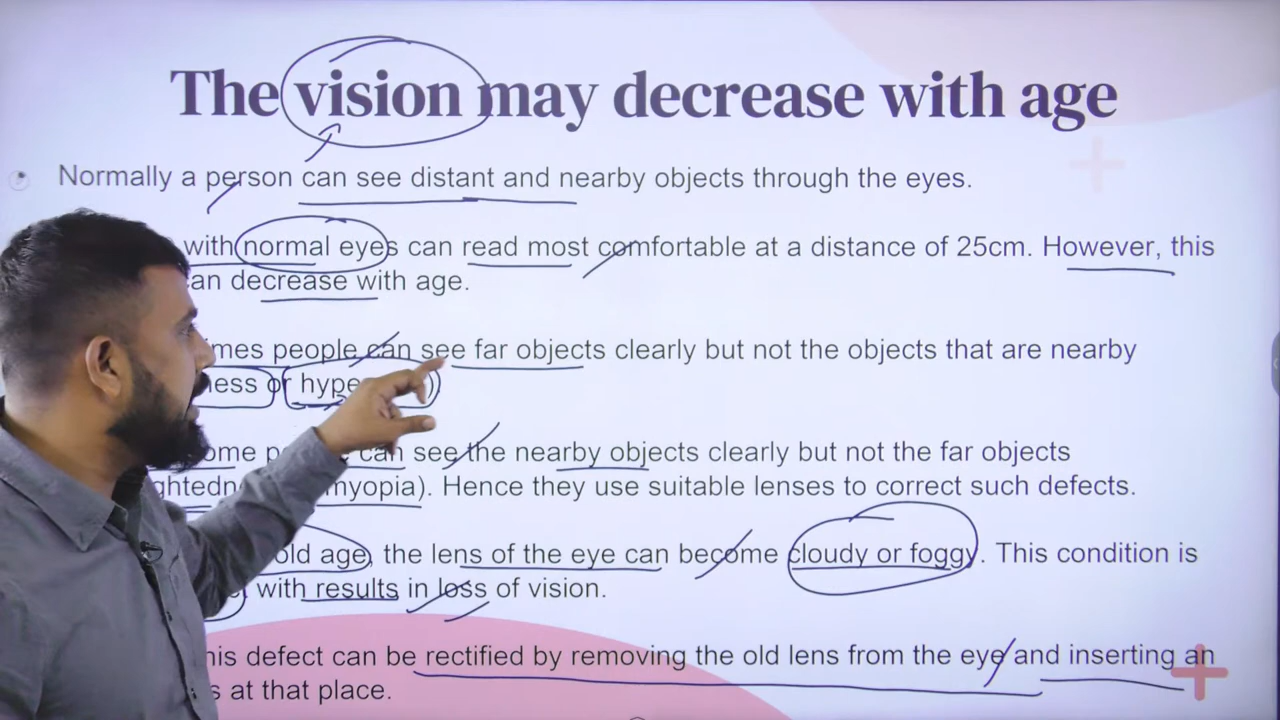 The vision may decrease with age
Normally a person can see distant and nearby objects through the eyes.
with normal eyes can read most comfortable at a distance of 25cm. However, this
can decrease with age.
people can see far objects clearly but not the objects that are nearby
or
can see the nearby objects clearly but not the far objects
myopia). Hence they use suitable lenses to correct such defects.
old age, the lens of the eye can become cloudy or foggy. This condition is
with results in loss of vision.
defect can be rectified by removing the old lens from the eye and inserting an
at that place.